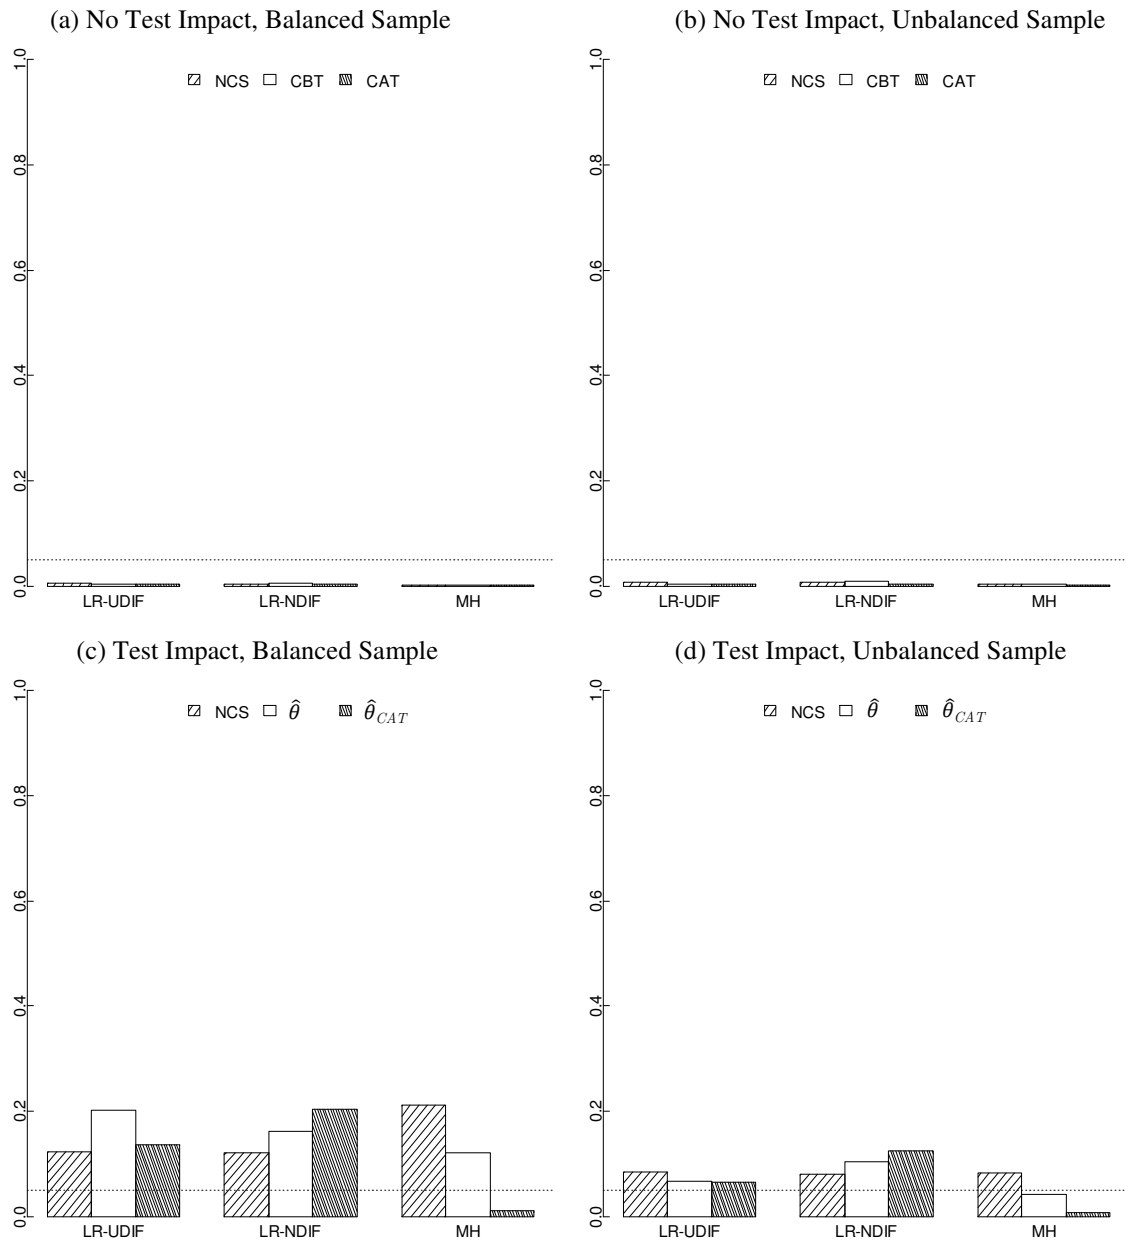 (a) No Test Impact, Balanced Sample
1.0
0.8
0.6
0.4
0.2
0.0
NCS CBT CAT
LR-UDIF LR-NDIF MH
(b) No Test Impact, Unbalanced Sample
1.0
0.8
0.6
0.4
0.2
0.0
NCS CBT CAT
LR-UDIF LR-NDIF MH
(c) Test Impact, Balanced Sample
1.0
0.8
0.6
0.4
0.2
0.0
NCS θ̂ θ̂_CAT
LR-UDIF LR-NDIF MH
(d) Test Impact, Unbalanced Sample
1.0
0.8
0.6
0.4
0.2
0.0
NCS θ̂ θ̂_CAT
LR-UDIF LR-NDIF MH